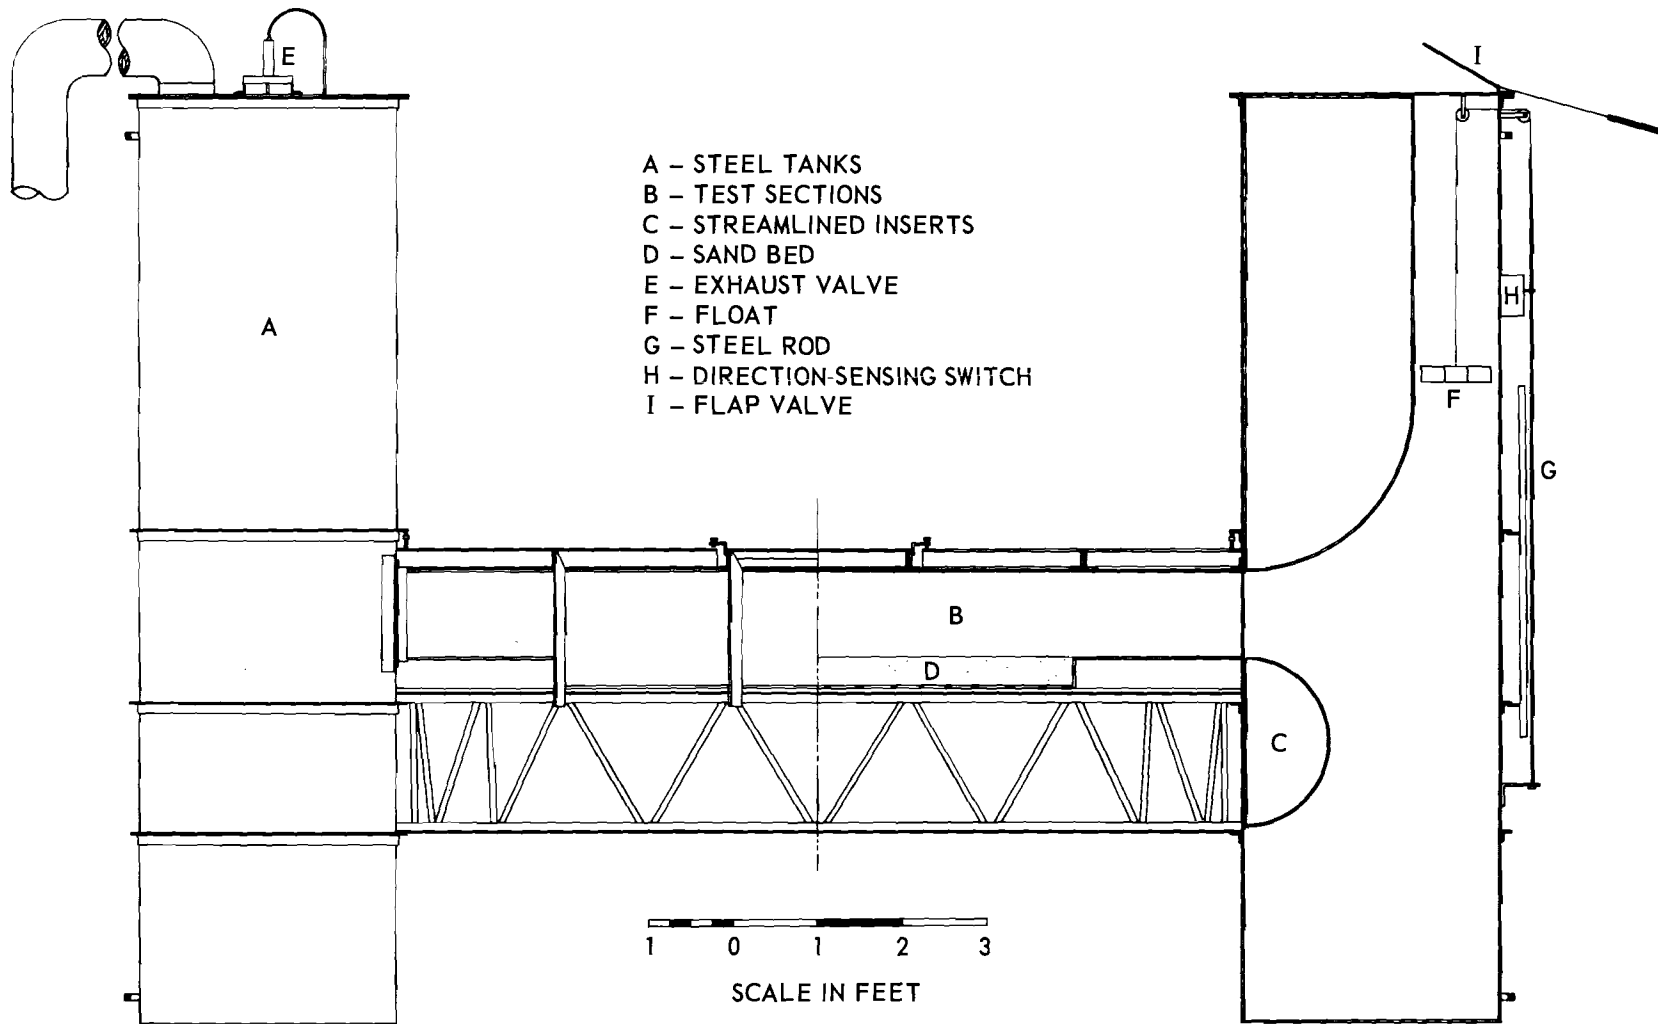 E
I
A – STEEL TANKS
B – TEST SECTIONS
C – STREAMLINED INSERTS
D – SAND BED
E – EXHAUST VALVE
F – FLOAT
G – STEEL ROD
H – DIRECTION-SENSING SWITCH
I – FLAP VALVE
A
H
F
G
B
D
C
1 0 1 2 3
SCALE IN FEET